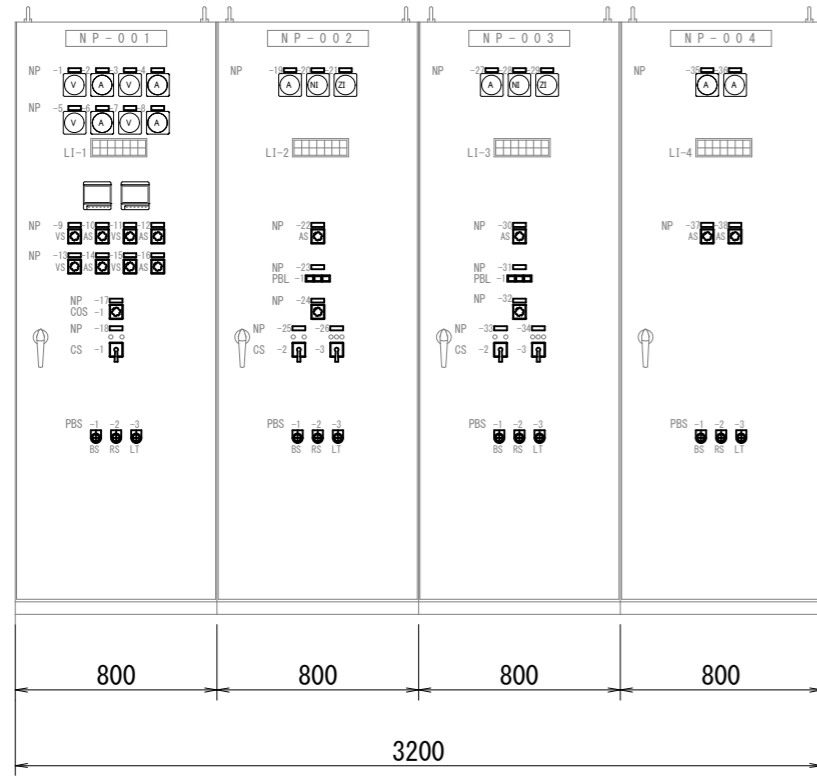 NP-001 NP-002 NP-003 NP-004
NP -1 -2 -3 -4 NP -19 -20 -21 NP -27 -28 -29 NP -35 -36
V A V A A NI ZI A NI ZI A A
NP -5 -6 -7 -8
V A V A
LI-1 LI-2 LI-3 LI-4
NP -9 -10 -11 -12 NP -22 NP -30 NP -37 -38
VS AS VS AS AS AS AS AS
NP -13 -14 -15 -16
VS AS VS AS
NP -23 NP -31
PBL -1 PBL -1
NP -17 NP -24 NP -32
COS -1
NP -18 NP -25 -26 NP -33 -34
CS -1 CS -2 -3 CS -2 -3
PBS -1 -2 -3 PBS -1 -2 -3 PBS -1 -2 -3 PBS -1 -2 -3
BS RS LT BS RS LT BS RS LT BS RS LT
800 800 800 800
3200